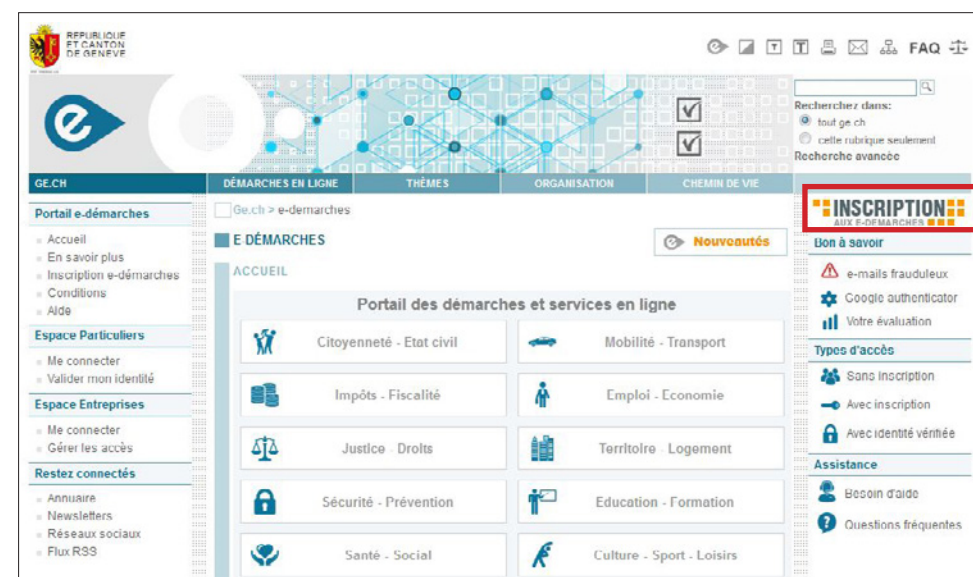 REPUBLIQUE
ET CANTON
DE GENEVE
FAQ
Recherchez dans:
tout ge.ch
cette rubrique seulement
Recherche avancée
GE.CH
DÉMARCHES EN LIGNE
THÈMES
ORGANISATION
CHEMIN DE VIE
Portail e-démarches
Accueil
En savoir plus
Inscription e-démarches
Conditions
Aide
Espace Particuliers
Me connecter
Valider mon identité
Espace Entreprises
Me connecter
Gérer les accès
Restez connectés
Annuaire
Newsletters
Réseaux sociaux
Flux RSS
Ge.ch > e-demarches
E DÉMARCHES
Nouveautés
ACCUEIL
Portail des démarches et services en ligne
Citoyenneté - Etat civil
Mobilité - Transport
Impôts - Fiscalité
Emploi - Economie
Justice - Droits
Territoire - Logement
Sécurité - Prévention
Education - Formation
Santé - Social
Culture - Sport - Loisirs
INSCRIPTION
AUX E-DEMARCHES
Bon à savoir
e-mails frauduleux
Google authenticator
Votre évaluation
Types d'accès
Sans inscription
Avec inscription
Avec identité vérifiée
Assistance
Besoin d'aide
Questions fréquentes